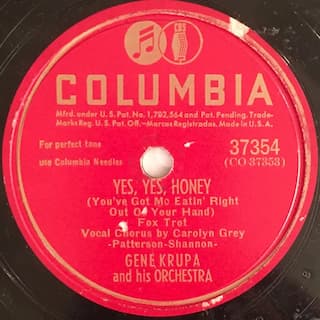 COLUMBIA
Mfrd. under U.S. Pat. No. 1,702,564 and Pat. Pending. Trade-
Marks Reg. U.S. Pat. Off.—Marcas Registradas. Made in U.S.A.
For perfect tone
use Columbia Needles
37354
(CO-37353)
YES, YES, HONEY
(You've Got Me Eatin' Right
Out Of Your Hand)
Fox Trot
Vocal Chorus by Carolyn Grey
-Patterson-Shannon-
GENE KRUPA
and his ORCHESTRA